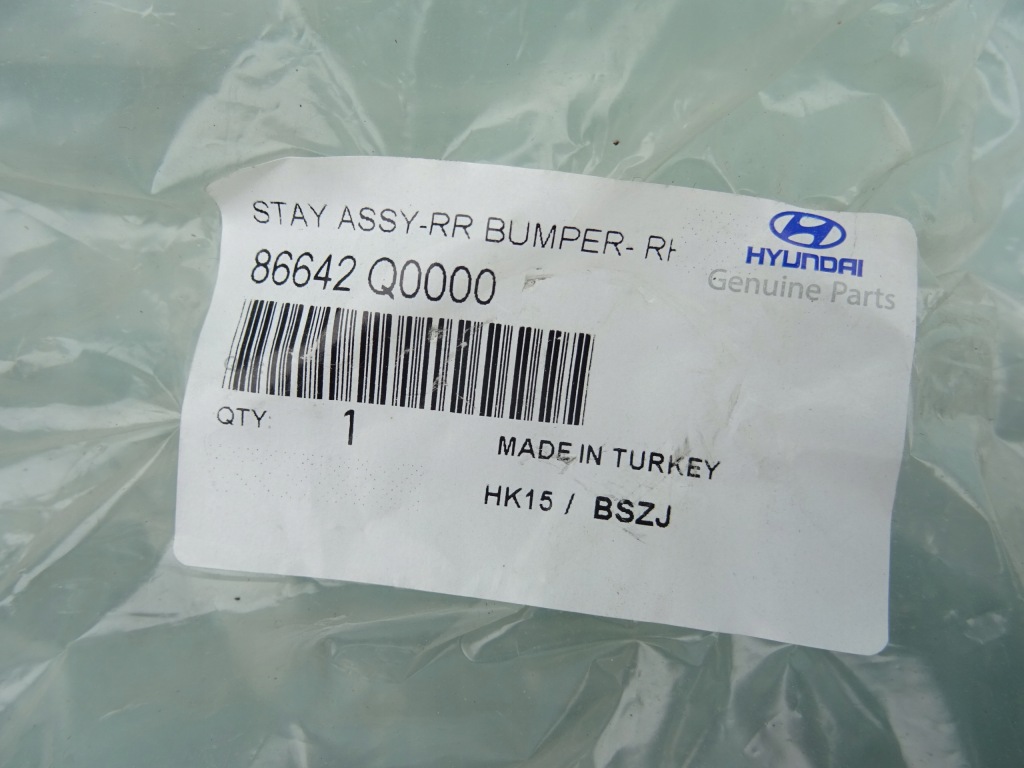 STAY ASSY-RR BUMPER- RH
86642 Q0000
HYUNDAI
Genuine Parts
QTY: 1
MADE IN TURKEY
HK15 / BSZJ